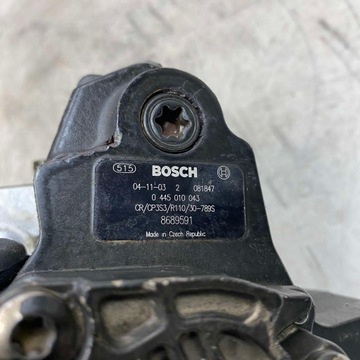 515 BOSCH
04-11-03 2 081847
0 445 010 043
CR/CP3S3/R110/30-789S
8689591
Made in Czech Republic